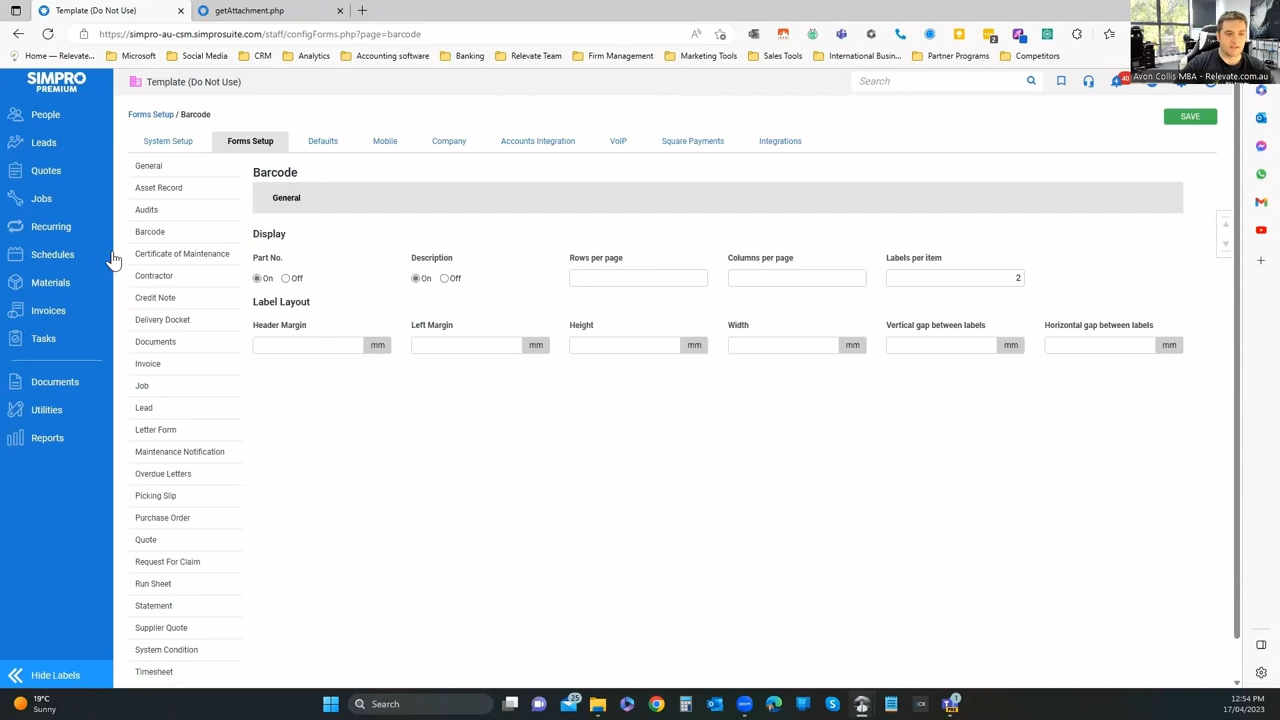 Template (Do Not Use)
getAttachment.php
https://simpro-au-csm.simprosuite.com/staff/configForms.php?page=barcode
Home — Relevate...
Microsoft
Social Media
CRM
Analytics
Accounting software
Banking
Relevate Team
Firm Management
Marketing Tools
Sales Tools
International Busin...
Partner Programs
Competitors
Avon Collis MBA - Relevate.com.au
SIMPRO
PREMIUM
Template (Do Not Use)
Search
40
People
Leads
Quotes
Jobs
Recurring
Schedules
Materials
Invoices
Tasks
Documents
Utilities
Reports
Hide Labels
Forms Setup / Barcode
SAVE
System Setup
Forms Setup
Defaults
Mobile
Company
Accounts Integration
VoIP
Square Payments
Integrations
General
Asset Record
Audits
Barcode
Certificate of Maintenance
Contractor
Credit Note
Delivery Docket
Documents
Invoice
Job
Lead
Letter Form
Maintenance Notification
Overdue Letters
Picking Slip
Purchase Order
Quote
Request For Claim
Run Sheet
Statement
Supplier Quote
System Condition
Timesheet
Barcode
General
Display
Part No.
Description
Rows per page
Columns per page
Labels per item
On Off
On Off
2
Label Layout
Header Margin
Left Margin
Height
Width
Vertical gap between labels
Horizontal gap between labels
mm
mm
mm
mm
mm
mm
19°C
Sunny
Search
25
1
12:54 PM
17/04/2023